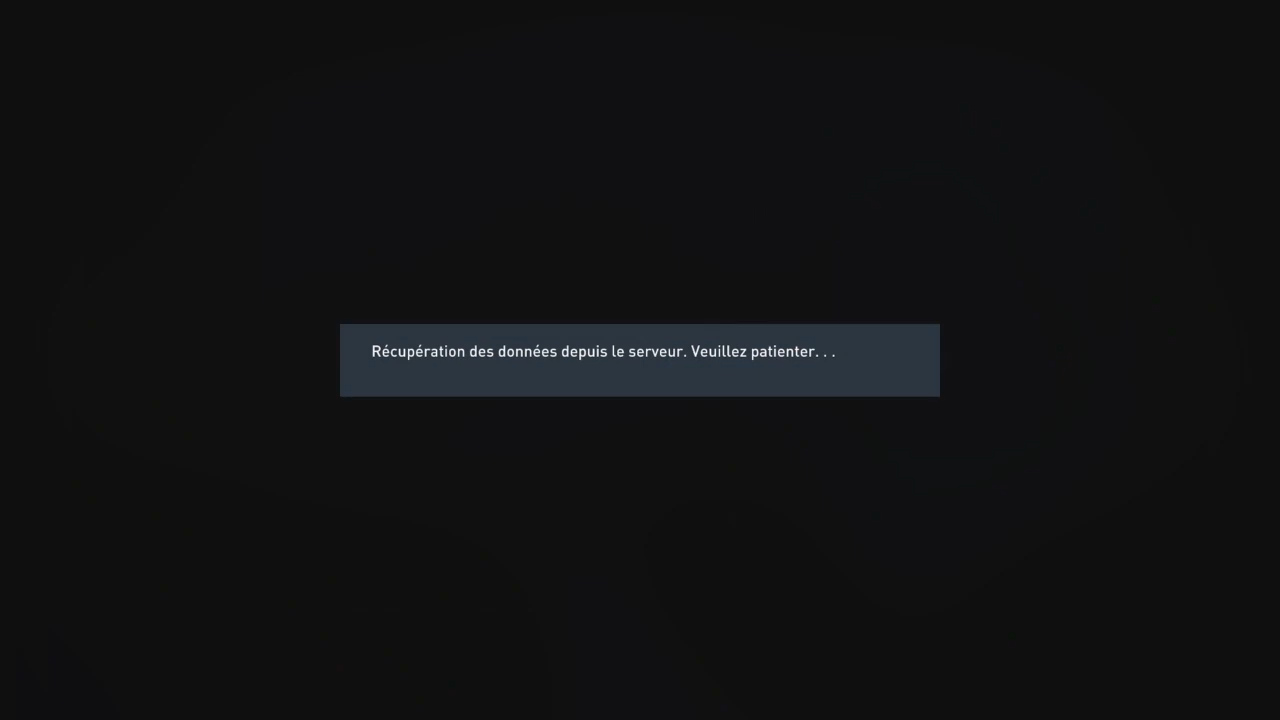 Récupération des données depuis le serveur. Veuillez patienter. . .